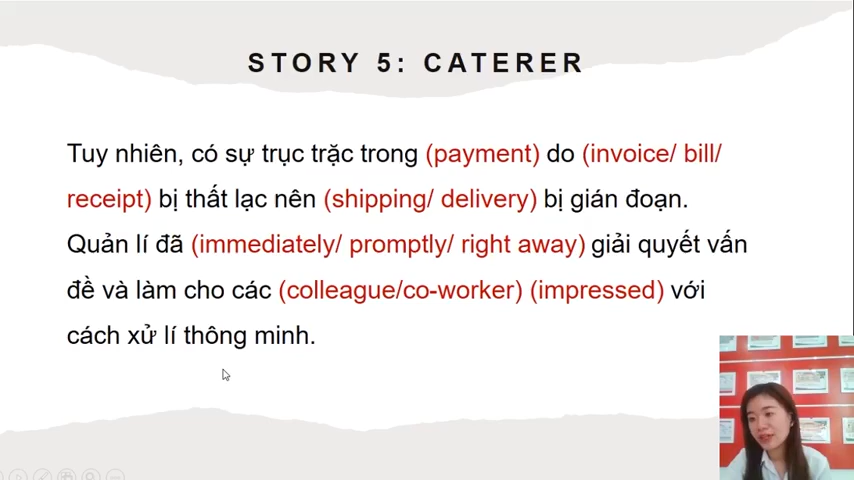 STORY 5: CATERER
Tuy nhiên, có sự trục trặc trong (payment) do (invoice/ bill/
receipt) bị thất lạc nên (shipping/ delivery) bị gián đoạn.
Quản lí đã (immediately/ promptly/ right away) giải quyết vấn
đề và làm cho các (colleague/co-worker) (impressed) với
cách xử lí thông minh.